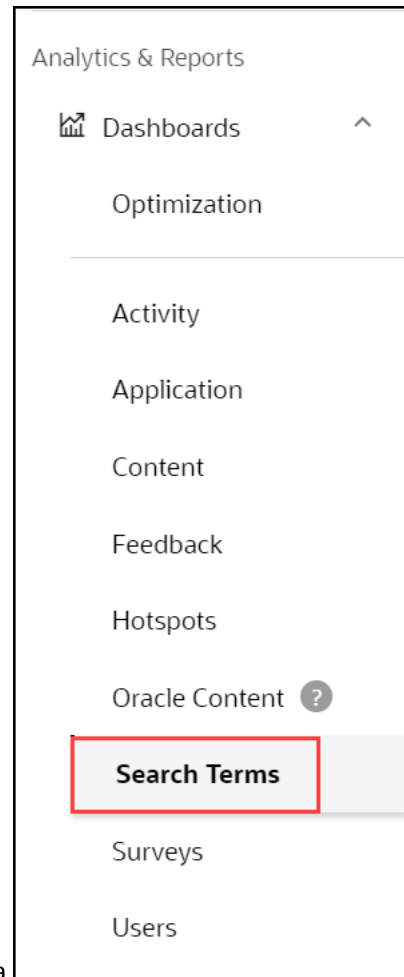 Analytics & Reports
Dashboards
Optimization
Activity
Application
Content
Feedback
Hotspots
Oracle Content ?
Search Terms
Surveys
Users